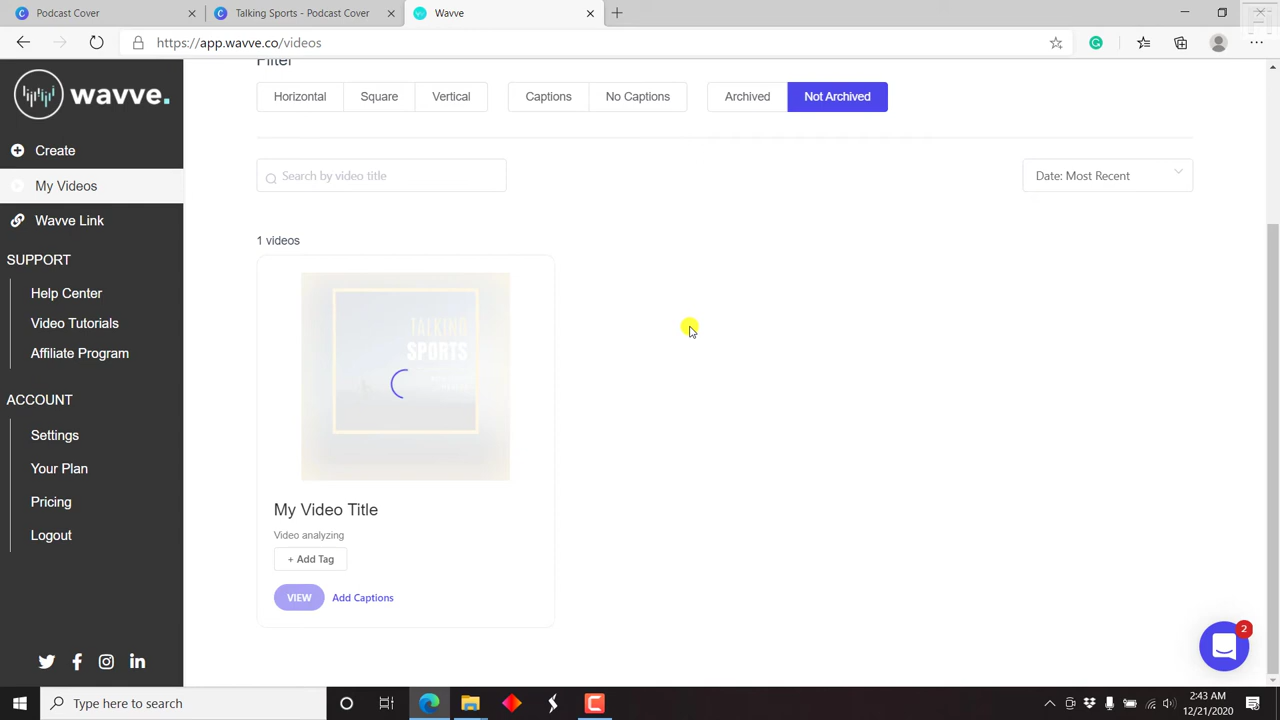 Podcast Cover
Talking Sports - Podcast Cover
Wavve
https://app.wavve.co/videos
wavve.
Create
My Videos
Wavve Link
SUPPORT
Help Center
Video Tutorials
Affiliate Program
ACCOUNT
Settings
Your Plan
Pricing
Logout
Filter
Horizontal
Square
Vertical
Captions
No Captions
Archived
Not Archived
Search by video title
Date: Most Recent
1 videos
TALKING
SPORTS
My Video Title
Video analyzing
+ Add Tag
VIEW
Add Captions
2
Type here to search
2:43 AM
12/21/2020